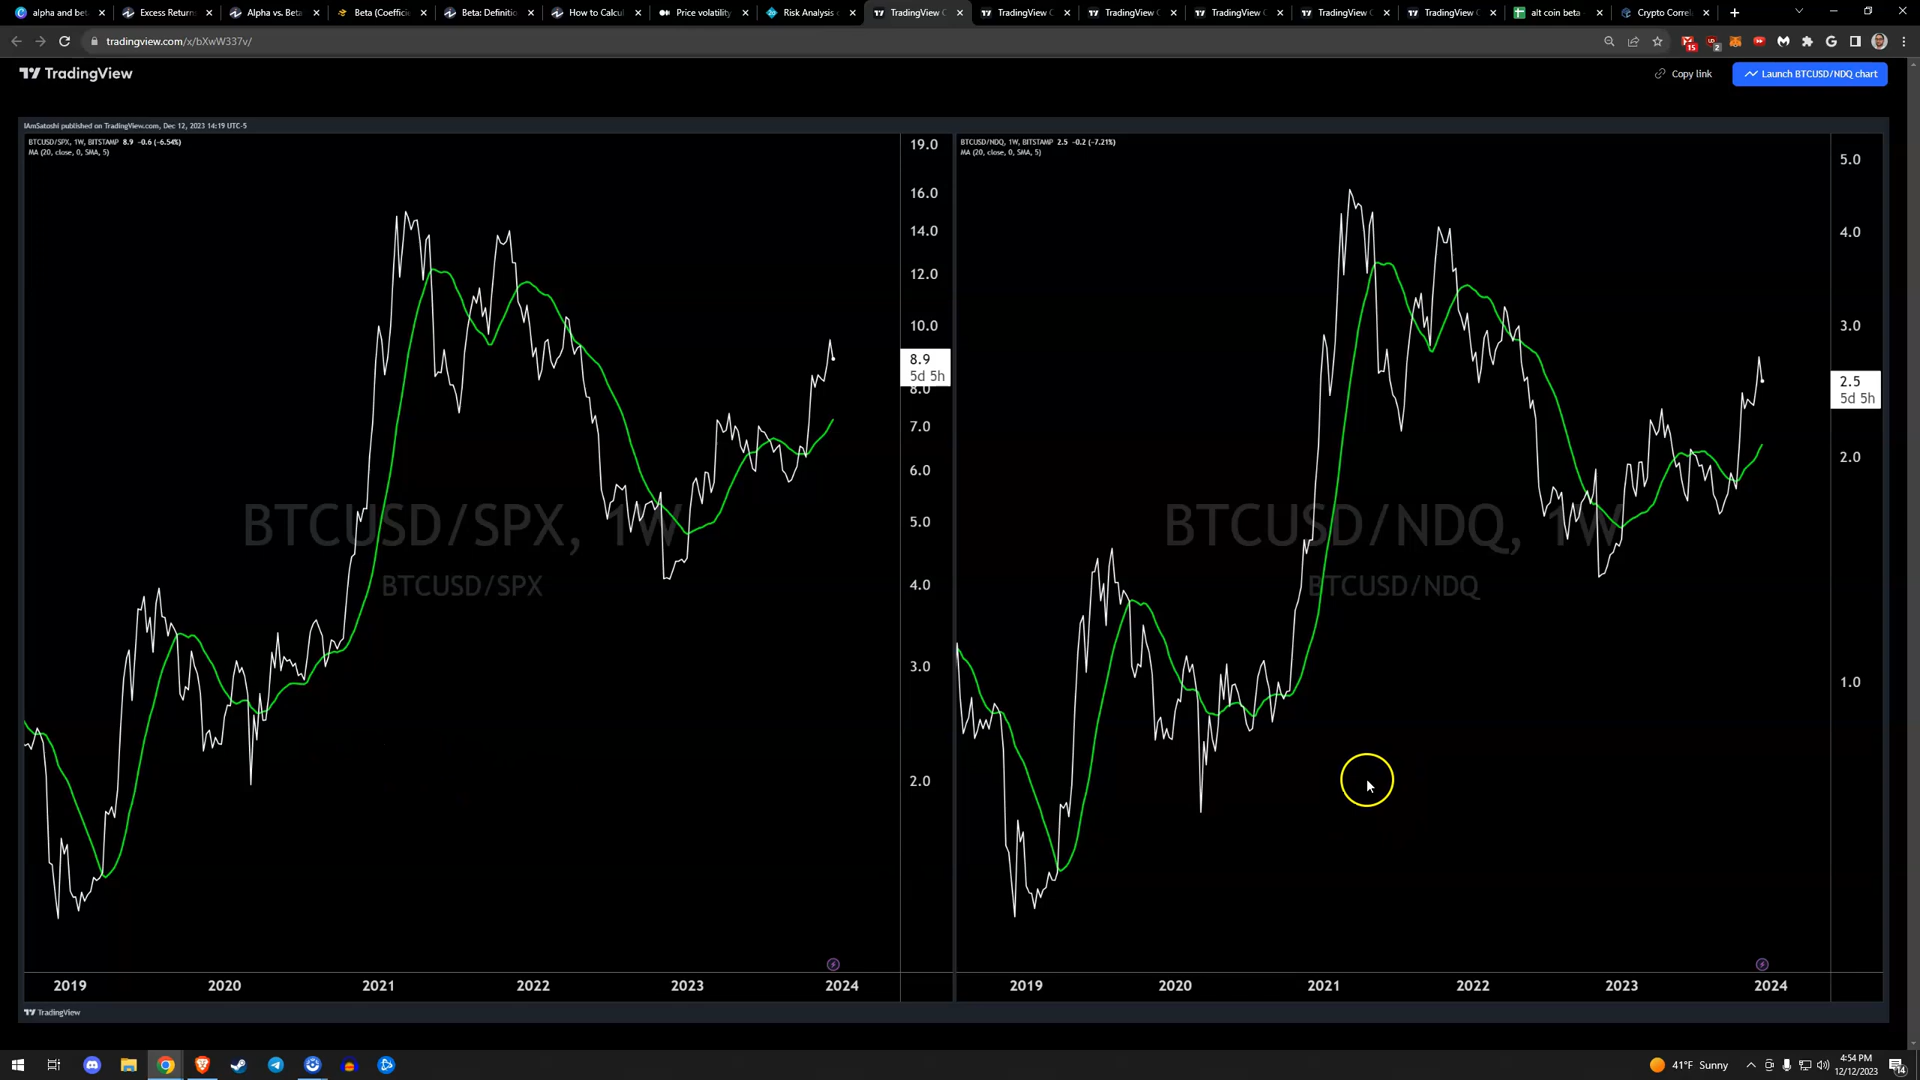 alpha and be
Excess Return
Alpha vs. Beta
Beta (Coeffici
Beta: Definitio
How to Calcul
Price volatility
Risk Analysis o
TradingView C
TradingView C
TradingView C
TradingView C
TradingView C
TradingView C
alt coin beta
Crypto Correl
tradingview.com/x/bXwW337v/
TradingView
Copy link
Launch BTCUSD/NDQ chart
IAmSatoshi published on TradingView.com, Dec 12, 2023 14:19 UTC-5
BTCUSD/SPX, 1W, BITSTAMP 8.9 −0.6 (−6.54%)
MA (20, close, 0, SMA, 5)
19.0
16.0
14.0
12.0
10.0
8.9
5d 5h
8.0
7.0
6.0
5.0
4.0
3.0
2.0
BTCUSD/SPX, 1W
BTCUSD/SPX
2019 2020 2021 2022 2023 2024
BTCUSD/NDQ, 1W, BITSTAMP 2.5 −0.2 (−7.21%)
MA (20, close, 0, SMA, 5)
5.0
4.0
3.0
2.5
5d 5h
2.0
1.0
BTCUSD/NDQ, 1W
BTCUSD/NDQ
2019 2020 2021 2022 2023 2024
TradingView
41°F Sunny
4:54 PM
12/12/2023
14